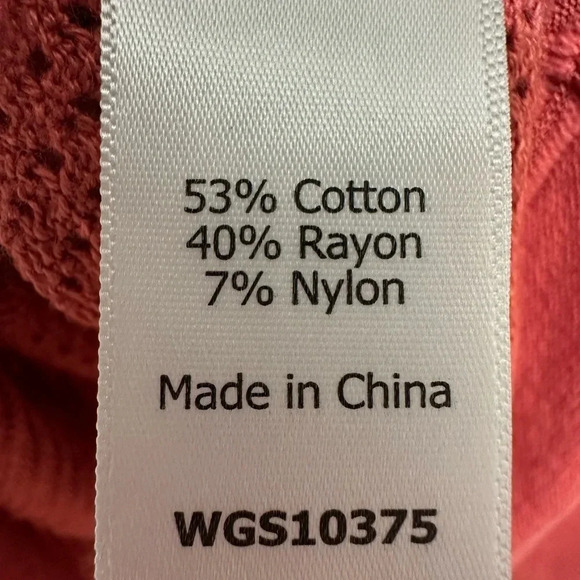 53% Cotton
40% Rayon
7% Nylon
Made in China
WGS10375